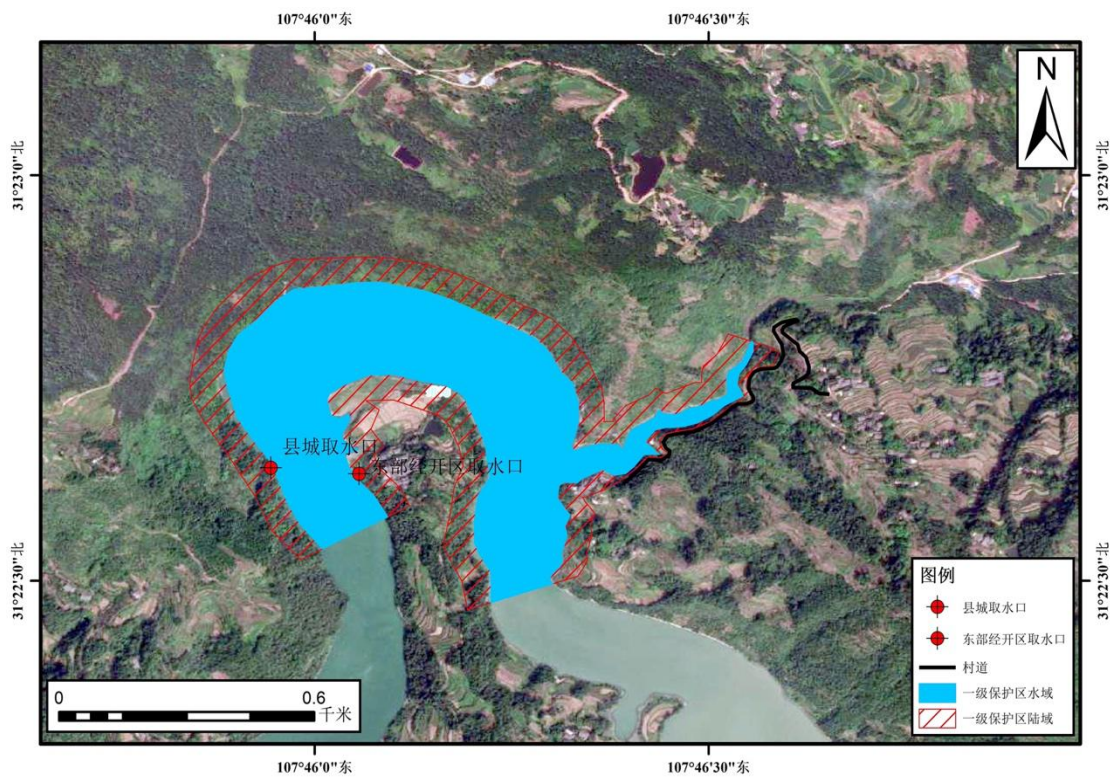 107°46'0"东
107°46'30"东
N
31°23'0"北
31°23'0"北
县城取水口
东部经开区取水口
31°22'30"北
31°22'30"北
图例
县城取水口
东部经开区取水口
村道
一级保护区水域
一级保护区陆域
0
0.6
千米
107°46'0"东
107°46'30"东